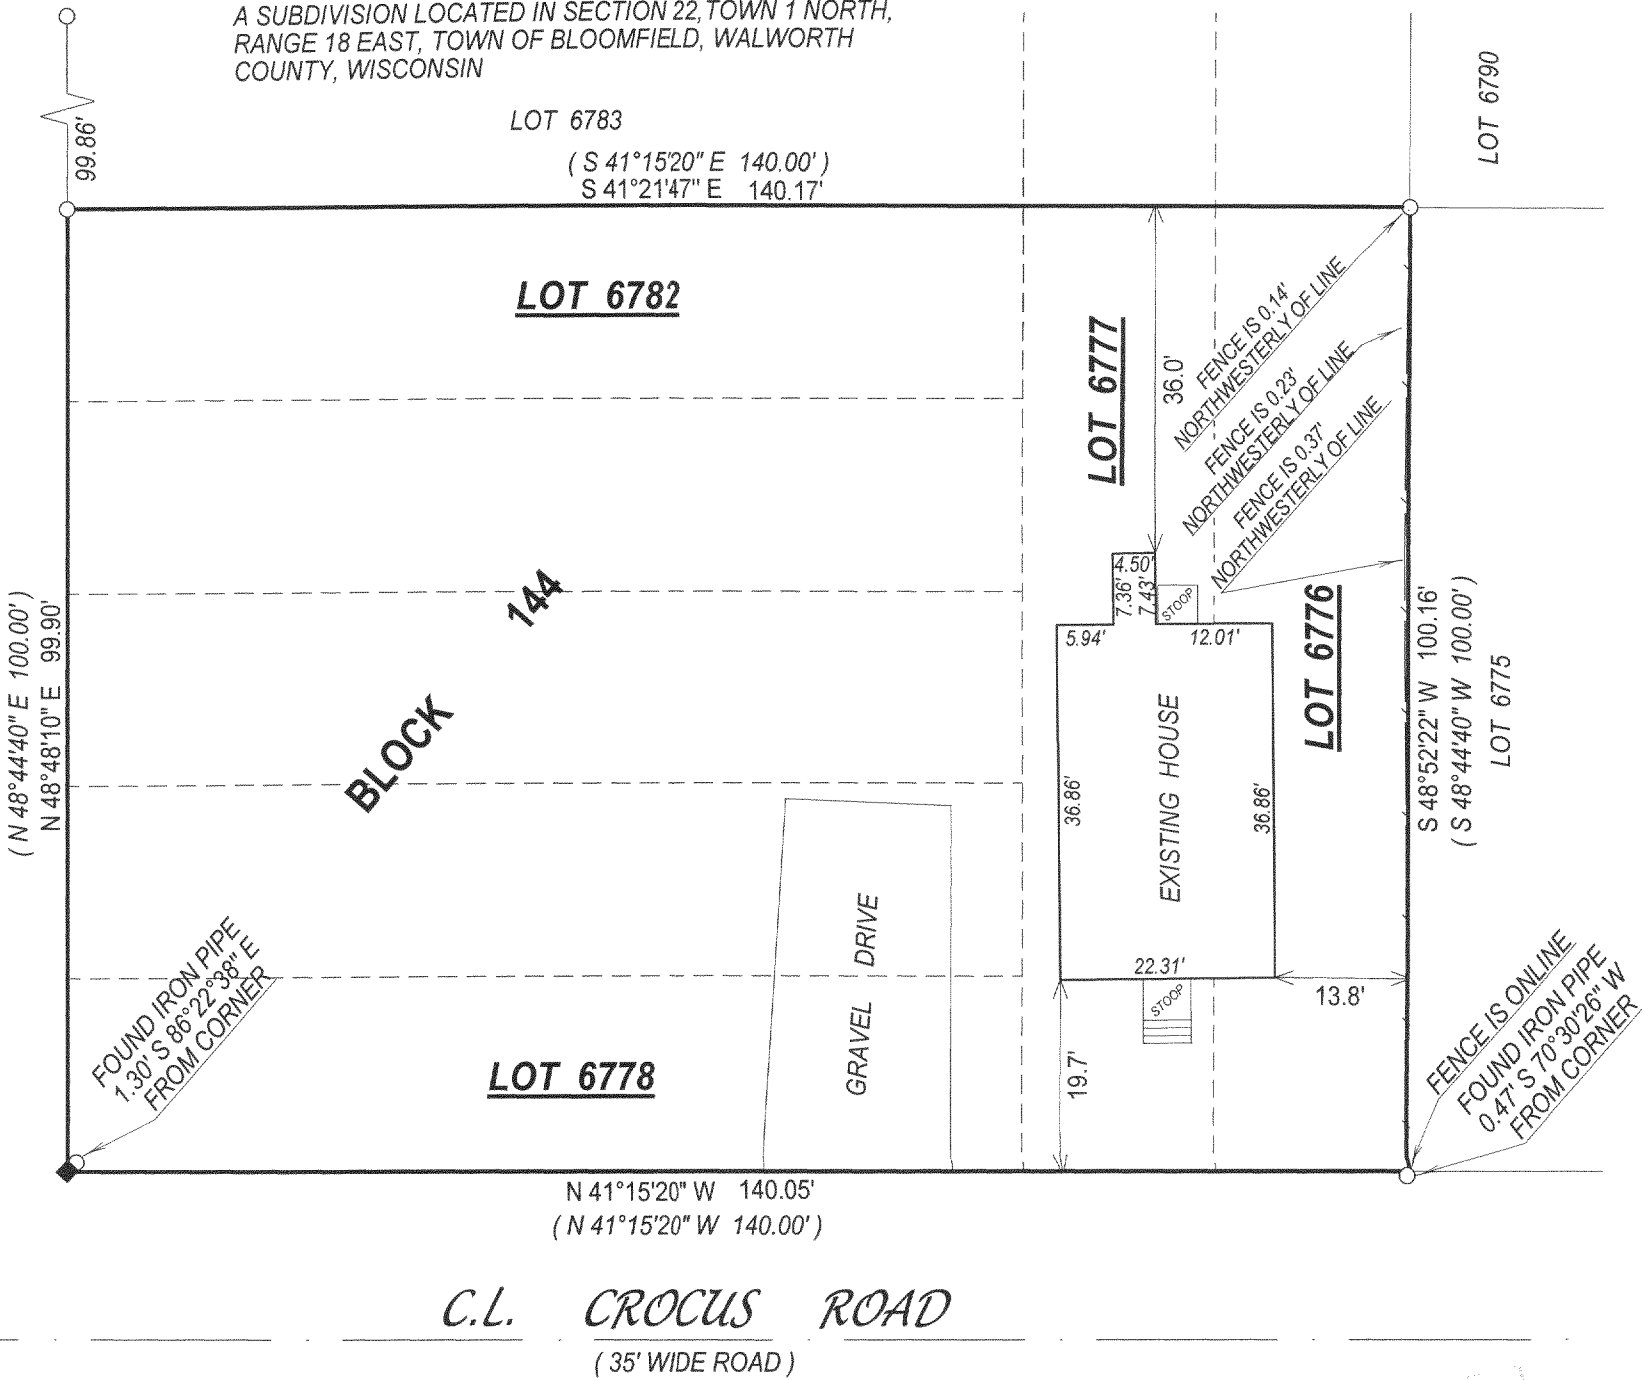 A SUBDIVISION LOCATED IN SECTION 22, TOWN 1 NORTH,
RANGE 18 EAST, TOWN OF BLOOMFIELD, WALWORTH
COUNTY, WISCONSIN
99.86'
LOT 6783
( S 41°15'20" E 140.00' )
S 41°21'47" E 140.17'
LOT 6790
LOT 6782
LOT 6777
36.0'
FENCE IS 0.14'
NORTHWESTERLY OF LINE
FENCE IS 0.23'
NORTHWESTERLY OF LINE
FENCE IS 0.37'
NORTHWESTERLY OF LINE
( N 48°44'40" E 100.00' )
N 48°48'10" E 99.90'
BLOCK 144
4.50'
7.36'
7.43'
STOOP
5.94'
12.01'
LOT 6776
S 48°52'22" W 100.16'
( S 48°44'40" W 100.00' )
LOT 6775
36.86'
EXISTING HOUSE
36.86'
22.31'
STOOP
13.8'
19.7'
GRAVEL DRIVE
LOT 6778
FOUND IRON PIPE
1.30' S 86°22'38" E
FROM CORNER
FENCE IS ONLINE
FOUND IRON PIPE
0.47' S 70°30'26" W
FROM CORNER
N 41°15'20" W 140.05'
( N 41°15'20" W 140.00' )
C.L. CROCUS ROAD
( 35' WIDE ROAD )